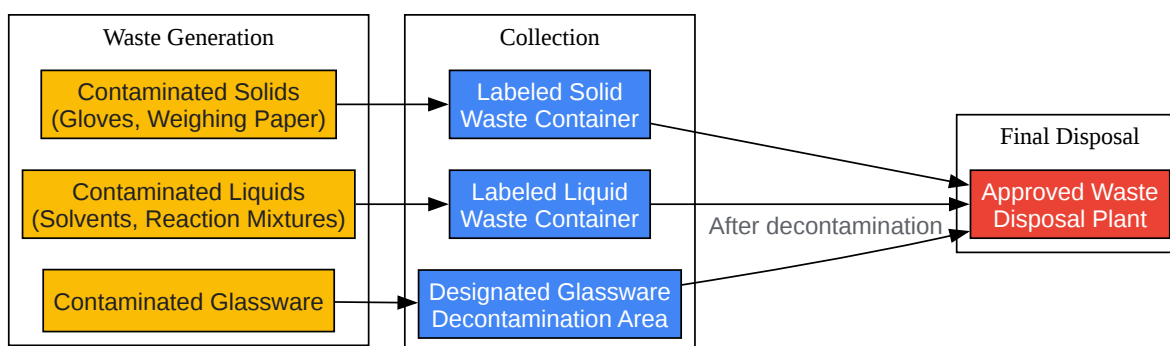 Waste Generation
Contaminated Solids
(Gloves, Weighing Paper)
Contaminated Liquids
(Solvents, Reaction Mixtures)
Contaminated Glassware
Collection
Labeled Solid
Waste Container
Labeled Liquid
Waste Container
Designated Glassware
Decontamination Area
After decontamination
Final Disposal
Approved Waste
Disposal Plant